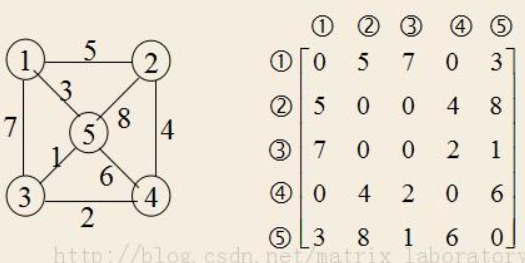 ① ② ③ ④ ⑤
1 5 2 ① 0 5 7 0 3
3 ② 5 0 0 4 8
7 5 8 4 ③ 7 0 0 2 1
1 6 ④ 0 4 2 0 6
3 2 4 ⑤ 3 8 1 6 0
http://blog.csdn.net/matrix_laboratory